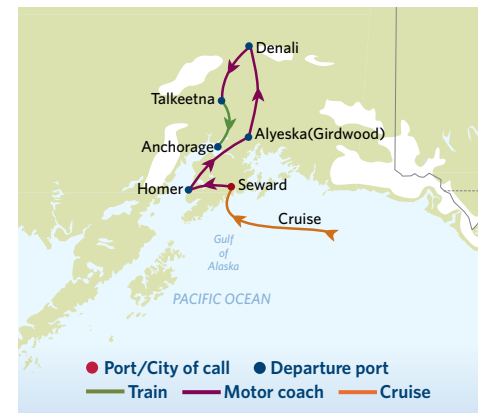 Denali
Talkeetna
Alyeska(Girdwood)
Anchorage
Homer
Seward
Cruise
Gulf
of
Alaska
PACIFIC OCEAN
Port/City of call
Departure port
Train
Motor coach
Cruise